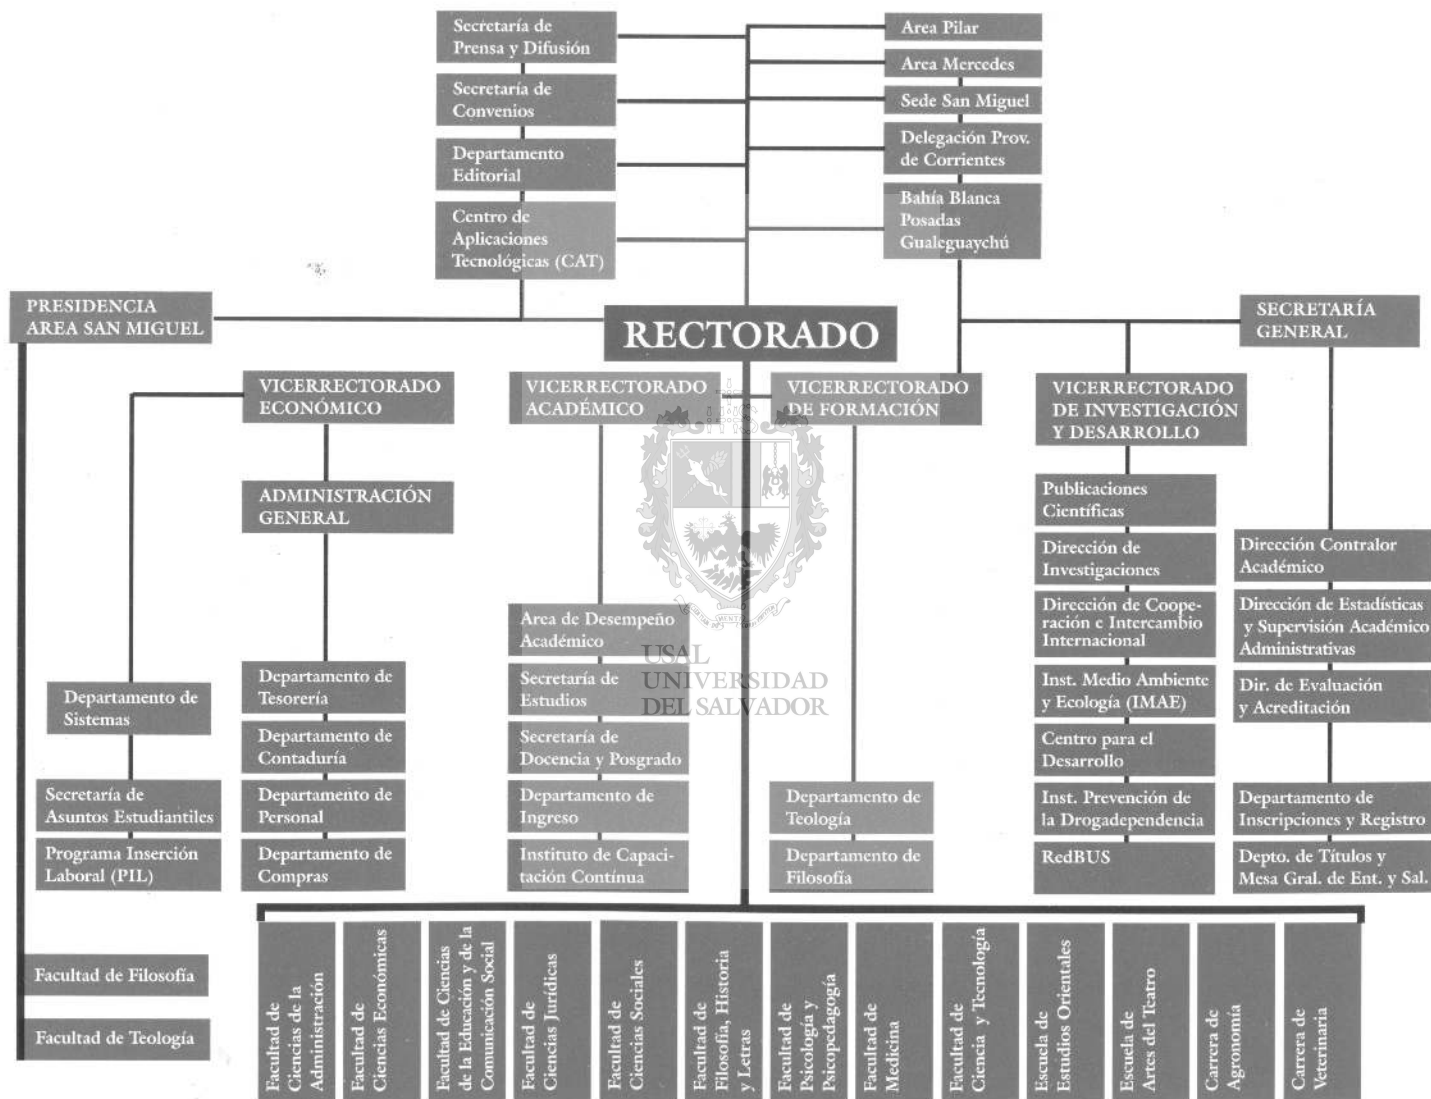 Secretaría de
Prensa y Difusión
Secretaría de
Convenios
Departamento
Editorial
Centro de
Aplicaciones
Tecnológicas (CAT)
Area Pilar
Area Mercedes
Sede San Miguel
Delegación Prov.
de Corrientes
Bahía Blanca
Posadas
Gualeguaychú
PRESIDENCIA
AREA SAN MIGUEL
RECTORADO
SECRETARÍA
GENERAL
VICERRECTORADO
ECONÓMICO
VICERRECTORADO
ACADÉMICO
VICERRECTORADO
DE FORMACIÓN
VICERRECTORADO
DE INVESTIGACIÓN
Y DESARROLLO
ADMINISTRACIÓN
GENERAL
Departamento de
Sistemas
Secretaría de
Asuntos Estudiantiles
Programa Inserción
Laboral (PIL)
Departamento de
Tesorería
Departamento de
Contaduría
Departamento de
Personal
Departamento de
Compras
Area de Desempeño
Académico
Secretaría de
Estudios
Secretaría de
Docencia y Posgrado
Departamento de
Ingreso
Instituto de Capaci-
tación Contínua
USAL
UNIVERSIDAD
DEL SALVADOR
Departamento de
Teología
Departamento de
Filosofía
Publicaciones
Científicas
Dirección de
Investigaciones
Dirección de Coope-
ración e Intercambio
Internacional
Inst. Medio Ambiente
y Ecología (IMAE)
Centro para el
Desarrollo
Inst. Prevención de
la Drogadependencia
RedBUS
Dirección Contralor
Académico
Dirección de Estadísticas
y Supervisión Académico
Administrativas
Dir. de Evaluación
y Acreditación
Departamento de
Inscripciones y Registro
Depto. de Títulos y
Mesa Gral. de Ent. y Sal.
Facultad de Filosofía
Facultad de Teología
Facultad de
Ciencias de la
Administración
Facultad de
Ciencias Económicas
Facultad de Ciencias
de la Educación y de la
Comunicación Social
Facultad de
Ciencias Jurídicas
Facultad de
Ciencias Sociales
Facultad de
Filosofía, Historia
y Letras
Facultad de
Psicología y
Psicopedagogía
Facultad de
Medicina
Facultad de
Ciencia y Tecnología
Escuela de
Estudios Orientales
Escuela de
Artes del Teatro
Carrera de
Agronomía
Carrera de
Veterinaria